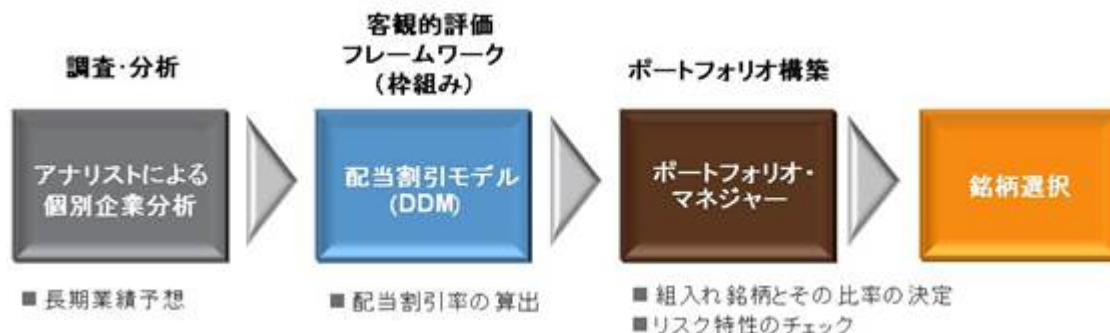 調査・分析
客観的評価
フレームワーク
(枠組み)
ポートフォリオ構築
アナリストによる
個別企業分析
配当割引モデル
(DDM)
ポートフォリオ・
マネジャー
銘柄選択
■長期業績予想
■配当割引率の算出
■組入れ銘柄とその比率の決定
■リスク特性のチェック